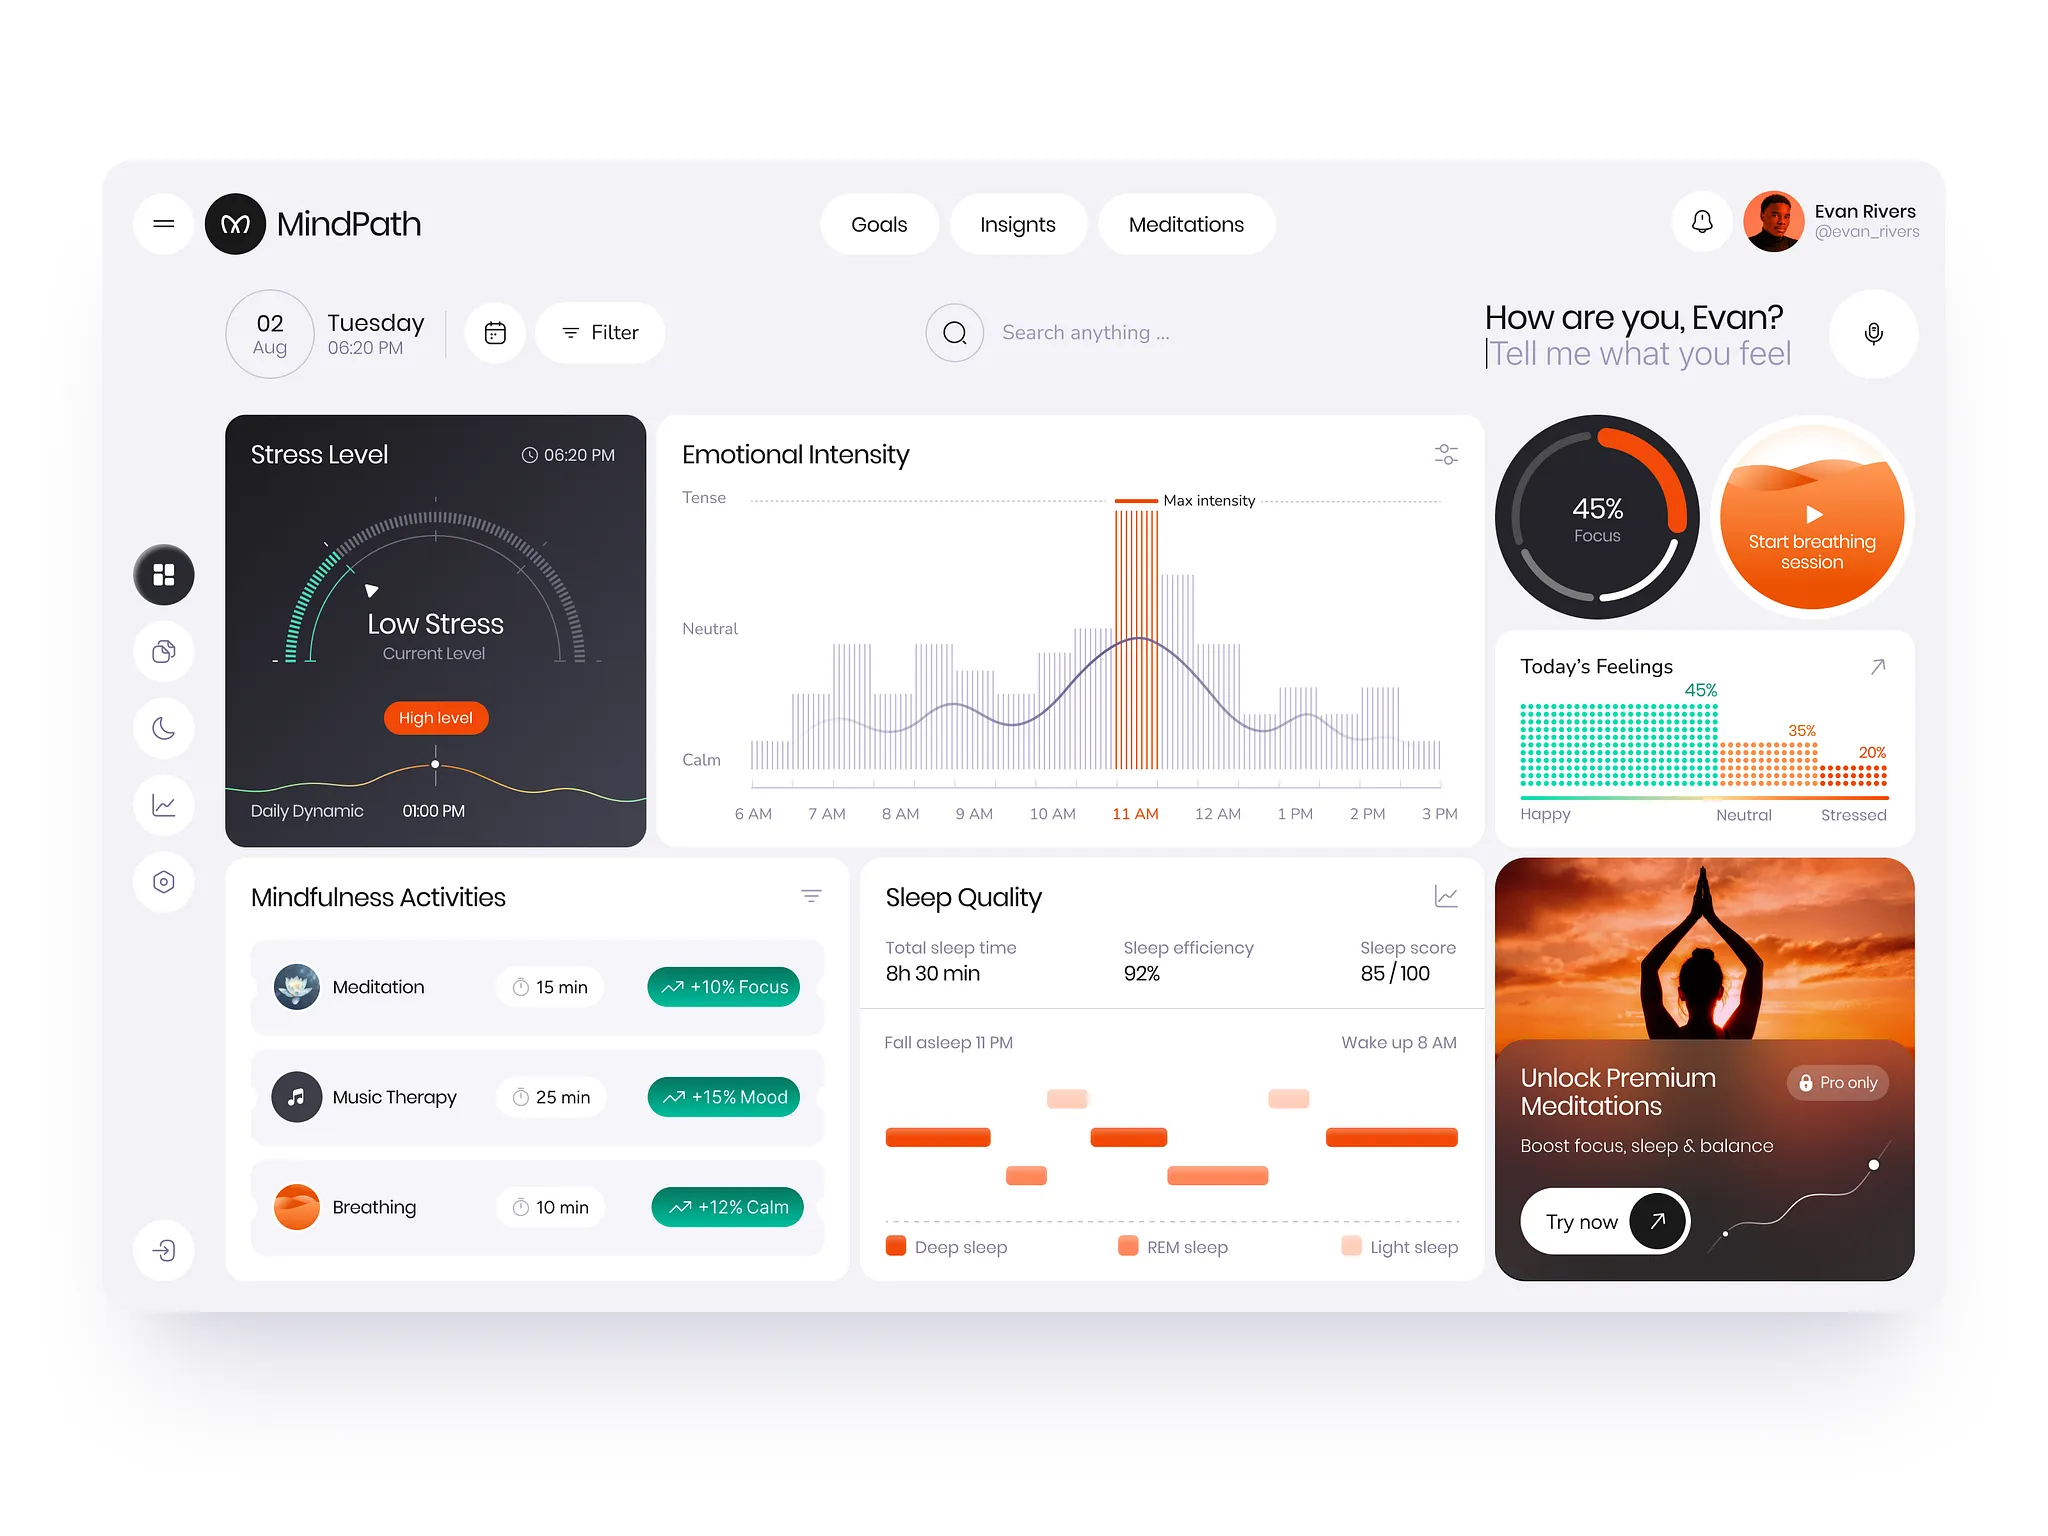 MindPath
Goals
Insights
Meditations
Evan Rivers
@evan_rivers
02
Aug
Tuesday
06:20 PM
Filter
Search anything ...
How are you, Evan?
Tell me what you feel
Stress Level
06:20 PM
Low Stress
Current Level
High level
Daily Dynamic
01:00 PM
Emotional Intensity
Tense
Max intensity
Neutral
Calm
6 AM
7 AM
8 AM
9 AM
10 AM
11 AM
12 AM
1 PM
2 PM
3 PM
45%
Focus
Start breathing
session
Today's Feelings
45%
35%
20%
Happy
Neutral
Stressed
Mindfulness Activities
Meditation
15 min
+10% Focus
Music Therapy
25 min
+15% Mood
Breathing
10 min
+12% Calm
Sleep Quality
Total sleep time
8h 30 min
Sleep efficiency
92%
Sleep score
85 / 100
Fall asleep 11 PM
Wake up 8 AM
Deep sleep
REM sleep
Light sleep
Unlock Premium
Meditations
Pro only
Boost focus, sleep & balance
Try now